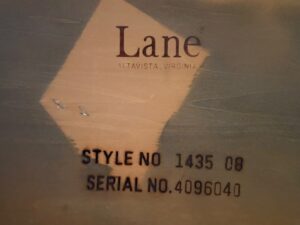 Lane
ALTAVISTA, VIRGINIA
STYLE NO 1435 08
SERIAL NO. 4096040